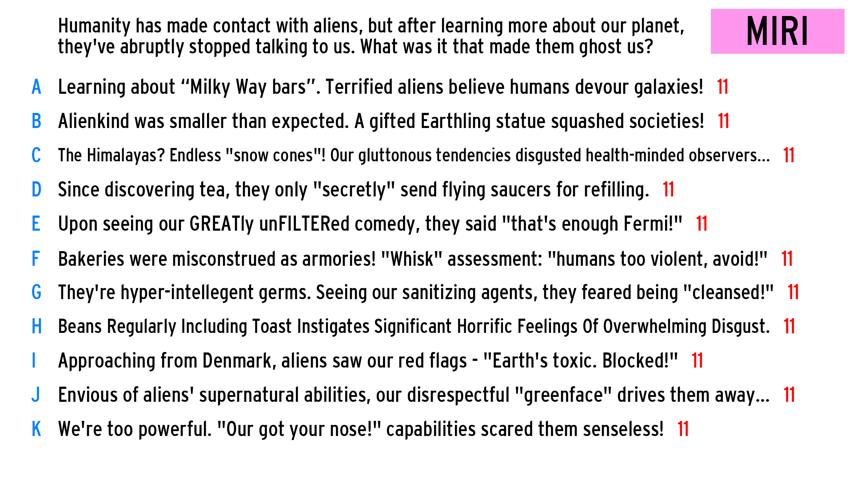 Humanity has made contact with aliens, but after learning more about our planet,
they've abruptly stopped talking to us. What was it that made them ghost us?
MIRI
A Learning about “Milky Way bars”. Terrified aliens believe humans devour galaxies! 11
B Alienkind was smaller than expected. A gifted Earthling statue squashed societies! 11
C The Himalayas? Endless "snow cones"! Our gluttonous tendencies disgusted health-minded observers... 11
D Since discovering tea, they only "secretly" send flying saucers for refilling. 11
E Upon seeing our GREATly unFILTERed comedy, they said "that's enough Fermi!" 11
F Bakeries were misconstrued as armories! "Whisk" assessment: "humans too violent, avoid!" 11
G They're hyper-intellegent germs. Seeing our sanitizing agents, they feared being "cleansed!" 11
H Beans Regularly Including Toast Instigates Significant Horrific Feelings Of Overwhelming Disgust. 11
I Approaching from Denmark, aliens saw our red flags - "Earth's toxic. Blocked!" 11
J Envious of aliens' supernatural abilities, our disrespectful "greenface" drives them away... 11
K We're too powerful. "Our got your nose!" capabilities scared them senseless! 11